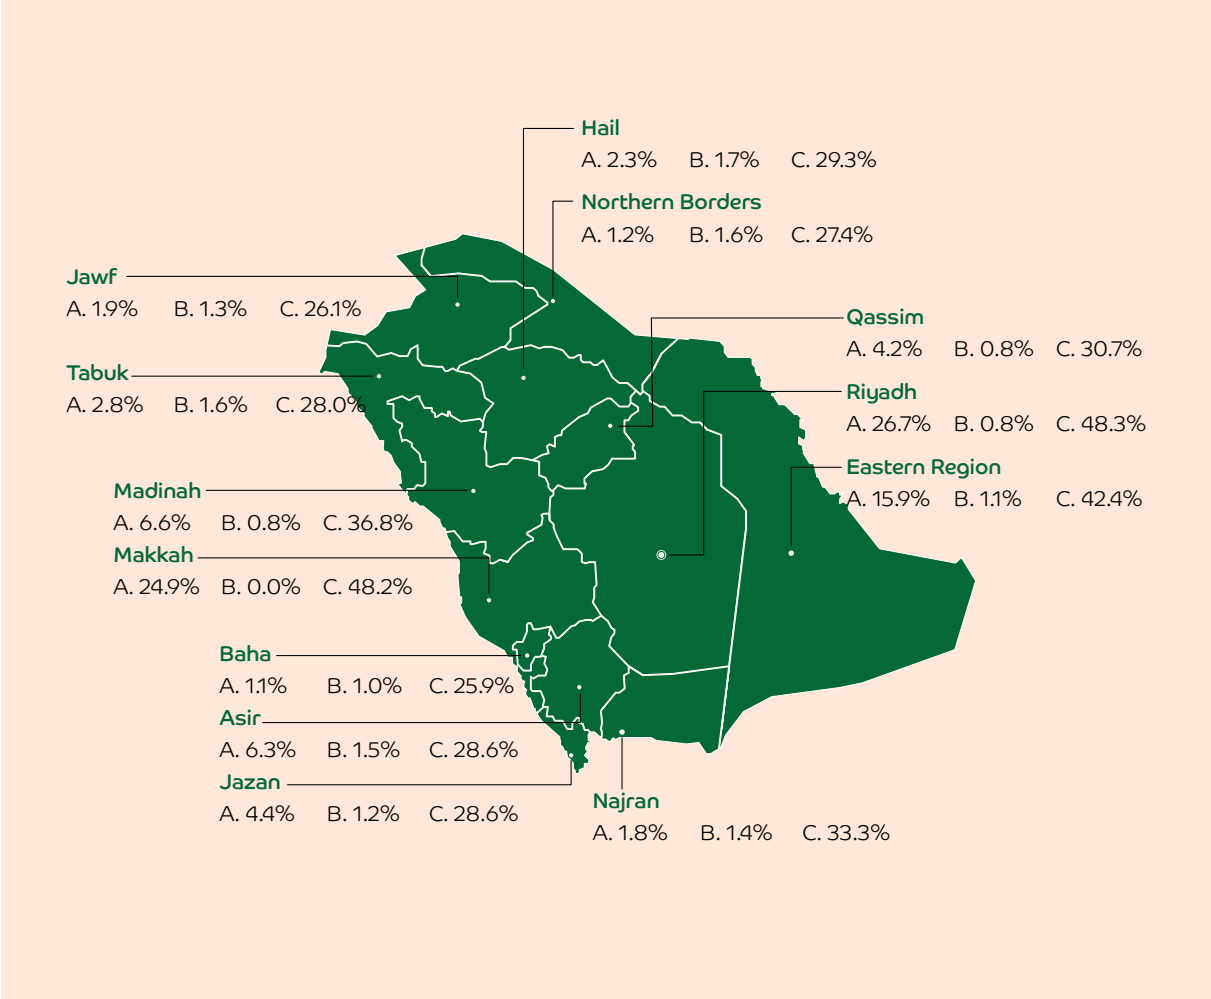 Hail
A. 2.3% B. 1.7% C. 29.3%
Northern Borders
A. 1.2% B. 1.6% C. 27.4%
Jawf
A. 1.9% B. 1.3% C. 26.1%
Qassim
A. 4.2% B. 0.8% C. 30.7%
Tabuk
A. 2.8% B. 1.6% C. 28.0%
Riyadh
A. 26.7% B. 0.8% C. 48.3%
Eastern Region
A. 15.9% B. 1.1% C. 42.4%
Madinah
A. 6.6% B. 0.8% C. 36.8%
Makkah
A. 24.9% B. 0.0% C. 48.2%
Baha
A. 1.1% B. 1.0% C. 25.9%
Asir
A. 6.3% B. 1.5% C. 28.6%
Jazan
A. 4.4% B. 1.2% C. 28.6%
Najran
A. 1.8% B. 1.4% C. 33.3%